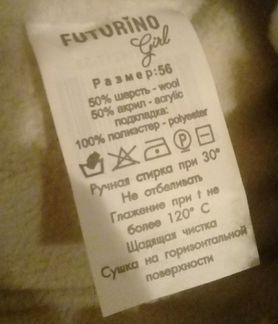 FUTURINO
Girl
Размер:56
50% шерсть - wool
50% акрил - acrylic
подкладка:
100% полиэстер - polyester
P
Ручная стирка при 30°
Не отбеливать
Глажение при t не
более 120° С
Щадящая чистка
Сушка на горизонтальной
поверхности